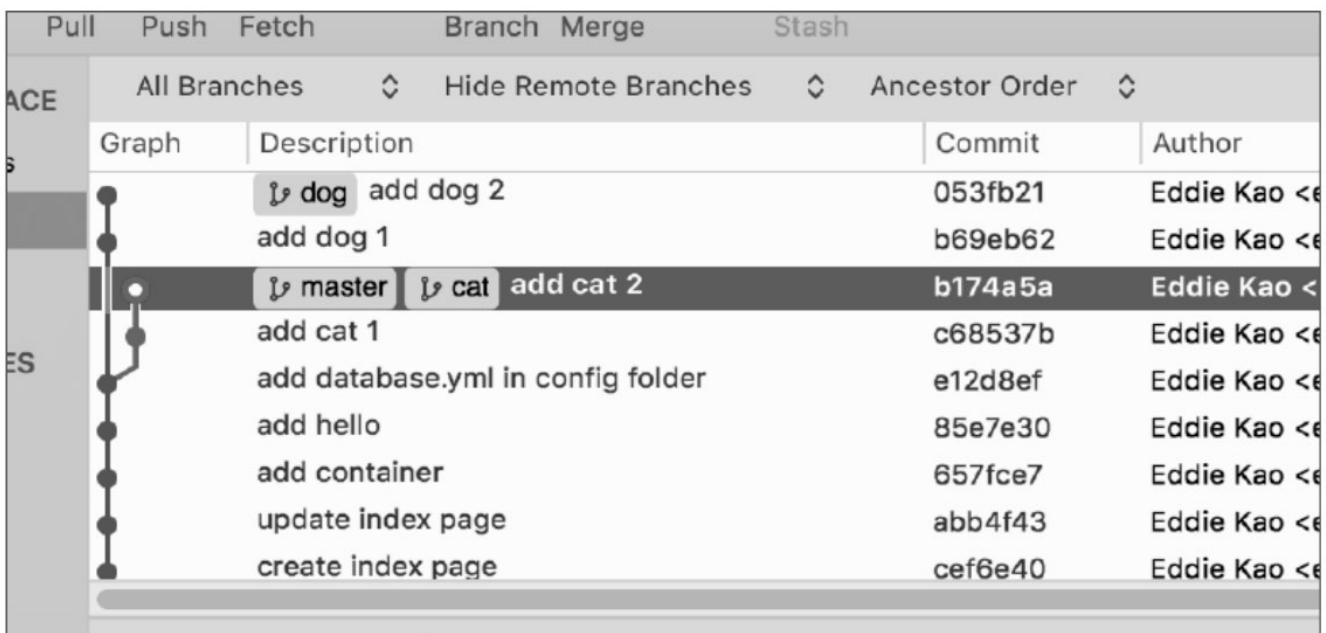 Pull Push Fetch Branch Merge Stash
All Branches Hide Remote Branches Ancestor Order
ACE
Graph Description Commit Author
s
dog add dog 2 053fb21 Eddie Kao <e
add dog 1 b69eb62 Eddie Kao <e
master cat add cat 2 b174a5a Eddie Kao <
add cat 1 c68537b Eddie Kao <e
ES
add database.yml in config folder e12d8ef Eddie Kao <e
add hello 85e7e30 Eddie Kao <e
add container 657fce7 Eddie Kao <e
update index page abb4f43 Eddie Kao <e
create index page cef6e40 Eddie Kao <e